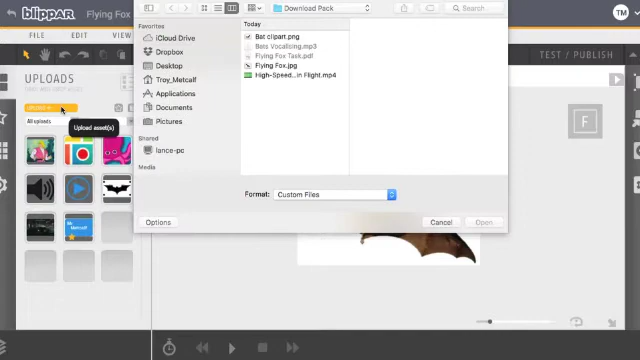 blippar
Flying Fox
Download Pack
Search
TM
FILE
EDIT
VIEW
TEST / PUBLISH
UPLOADS
All uploads
Upload asset(s)
Mr Metcalf
Favorites
iCloud Drive
Dropbox
Desktop
Troy_Metcalf
Applications
Documents
Pictures
Shared
lance-pc
Media
Today
Bat clipart.png
Bats Vocalising.mp3
Flying Fox Task.pdf
Flying Fox.jpg
High-Speed...in Flight.mp4
Format:
Custom Files
Options
Cancel
Open
F